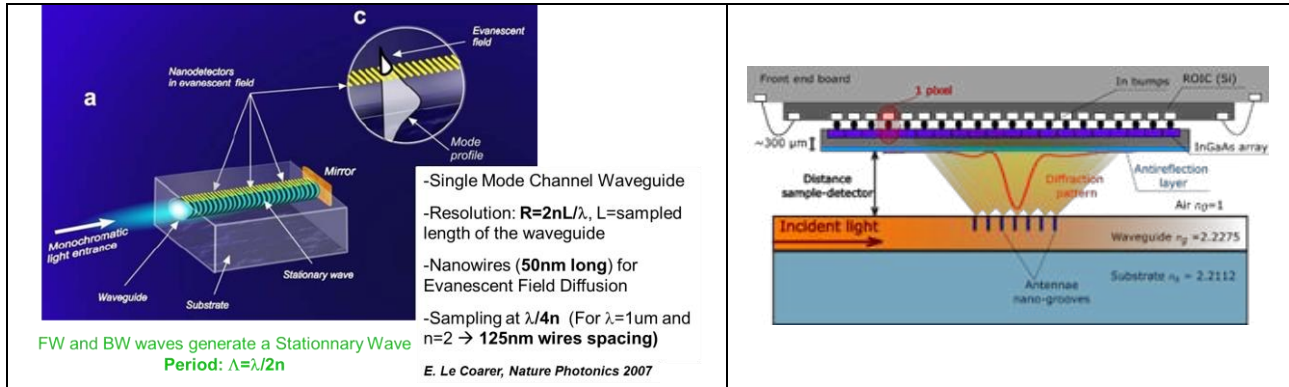 a
c
Evanescent
field
Nanodetectors
in evanescent field
Mode
profile
Mirror
Monochromatic
light entrance
Waveguide
Substrate
Stationary wave
-Single Mode Channel Waveguide
-Resolution: R=2nL/λ, L=sampled
length of the waveguide
-Nanowires (50nm long) for
Evanescent Field Diffusion
-Sampling at λ/4n (For λ=1um and
n=2 → 125nm wires spacing)
E. Le Coarer, Nature Photonics 2007
FW and BW waves generate a Stationnary Wave
Period: Λ=λ/2n
Front end board
1 pixel
In bumps
ROIC (Si)
~300 μm
InGaAs array
Antireflection
layer
Distance
sample-detector
Diffraction
pattern
Air n₀=1
Incident light
Waveguide ng =2.2275
Substrate ns = 2.2112
Antennae
nano-grooves